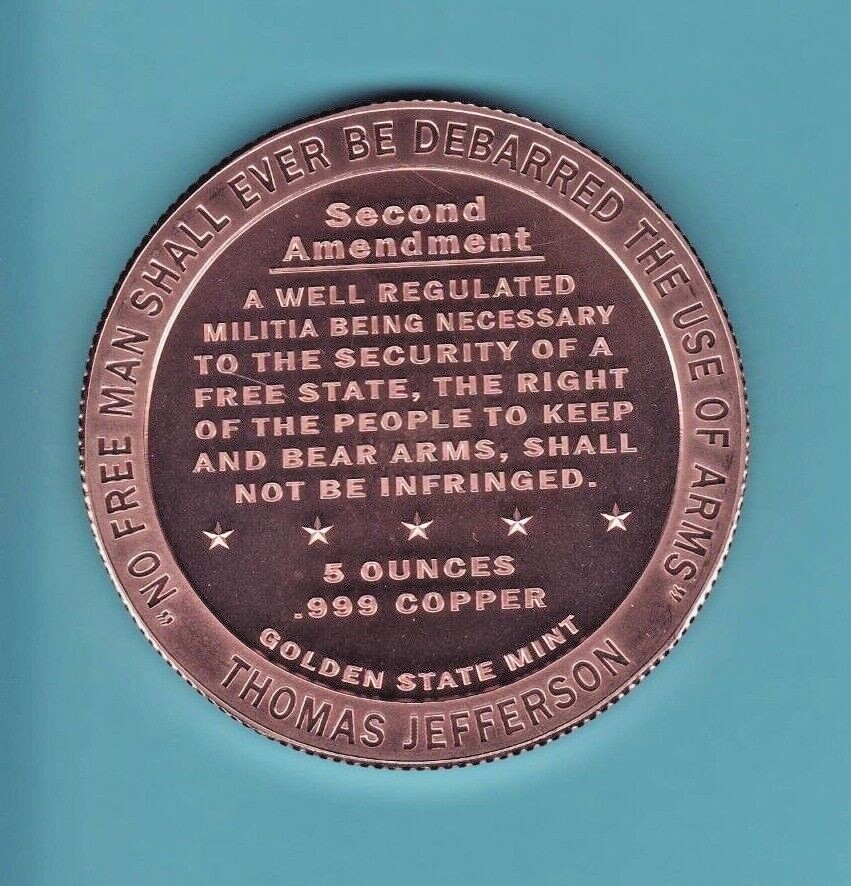 "NO FREE MAN SHALL EVER BE DEBARRED THE USE OF ARMS"
Second
Amendment
A WELL REGULATED
MILITIA BEING NECESSARY
TO THE SECURITY OF A
FREE STATE, THE RIGHT
OF THE PEOPLE TO KEEP
AND BEAR ARMS, SHALL
NOT BE INFRINGED.
5 OUNCES
.999 COPPER
GOLDEN STATE MINT
THOMAS JEFFERSON